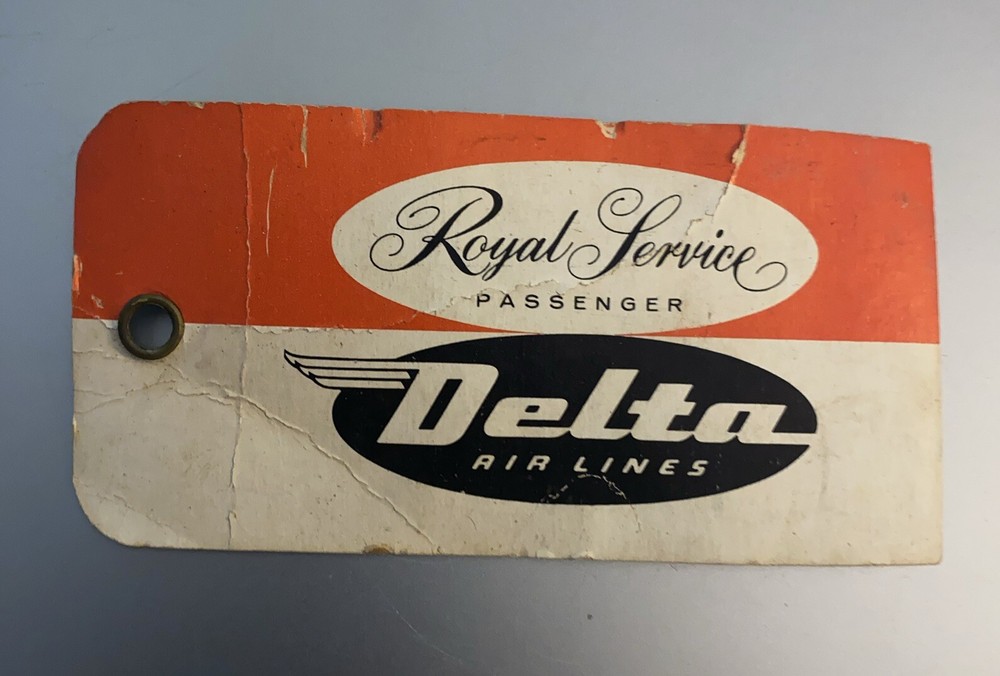 Royal Service
PASSENGER
Delta
AIR LINES